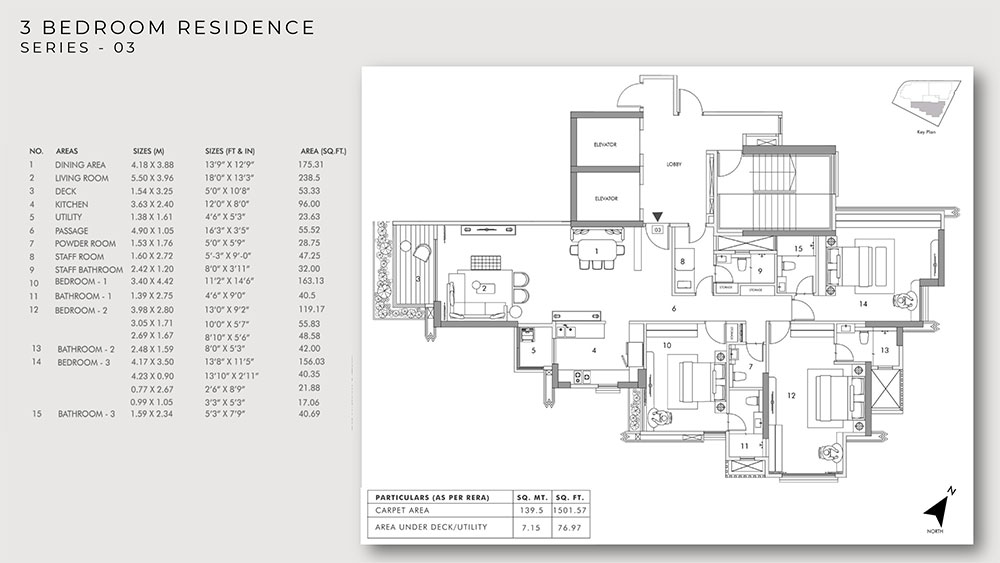 3 BEDROOM RESIDENCE
SERIES - 03
NO. AREAS SIZES (M) SIZES (FT & IN) AREA (SQ.FT.)
1 DINING AREA 4.18 X 3.88 13'9" X 12'9" 175.31
2 LIVING ROOM 5.50 X 3.96 18'0" X 13'3" 238.5
3 DECK 1.54 X 3.25 5'0" X 10'8" 53.33
4 KITCHEN 3.63 X 2.40 12'0" X 8'0" 96.00
5 UTILITY 1.38 X 1.61 4'6" X 5'3" 23.63
6 PASSAGE 4.90 X 1.05 16'3" X 3'5" 55.52
7 POWDER ROOM 1.53 X 1.76 5'0" X 5'9" 28.75
8 STAFF ROOM 1.60 X 2.72 5'-3" X 9'-0" 47.25
9 STAFF BATHROOM 2.42 X 1.20 8'0" X 3'11" 32.00
10 BEDROOM - 1 3.40 X 4.42 11'2" X 14'6" 163.13
11 BATHROOM - 1 1.39 X 2.75 4'6" X 9'0" 40.5
12 BEDROOM - 2 3.98 X 2.80 13'0" X 9'2" 119.17
3.05 X 1.71 10'0" X 5'7" 55.83
2.69 X 1.67 8'10" X 5'6" 48.58
13 BATHROOM - 2 2.48 X 1.59 8'0" X 5'3" 42.00
14 BEDROOM - 3 4.17 X 3.50 13'8" X 11'5" 156.03
4.23 X 0.90 13'10" X 2'11" 40.35
0.77 X 2.67 2'6" X 8'9" 21.88
0.99 X 1.05 3'3" X 5'3" 17.06
15 BATHROOM - 3 1.59 X 2.34 5'3" X 7'9" 40.69
Key Plan
ELEVATOR
LOBBY
ELEVATOR
03
1
15
3
8
9
2
STORAGE
STORAGE
14
6
5
4
10
7
13
12
11
PARTICULARS (AS PER RERA) SQ. MT. SQ. FT.
CARPET AREA 139.5 1501.57
AREA UNDER DECK/UTILITY 7.15 76.97
N
NORTH